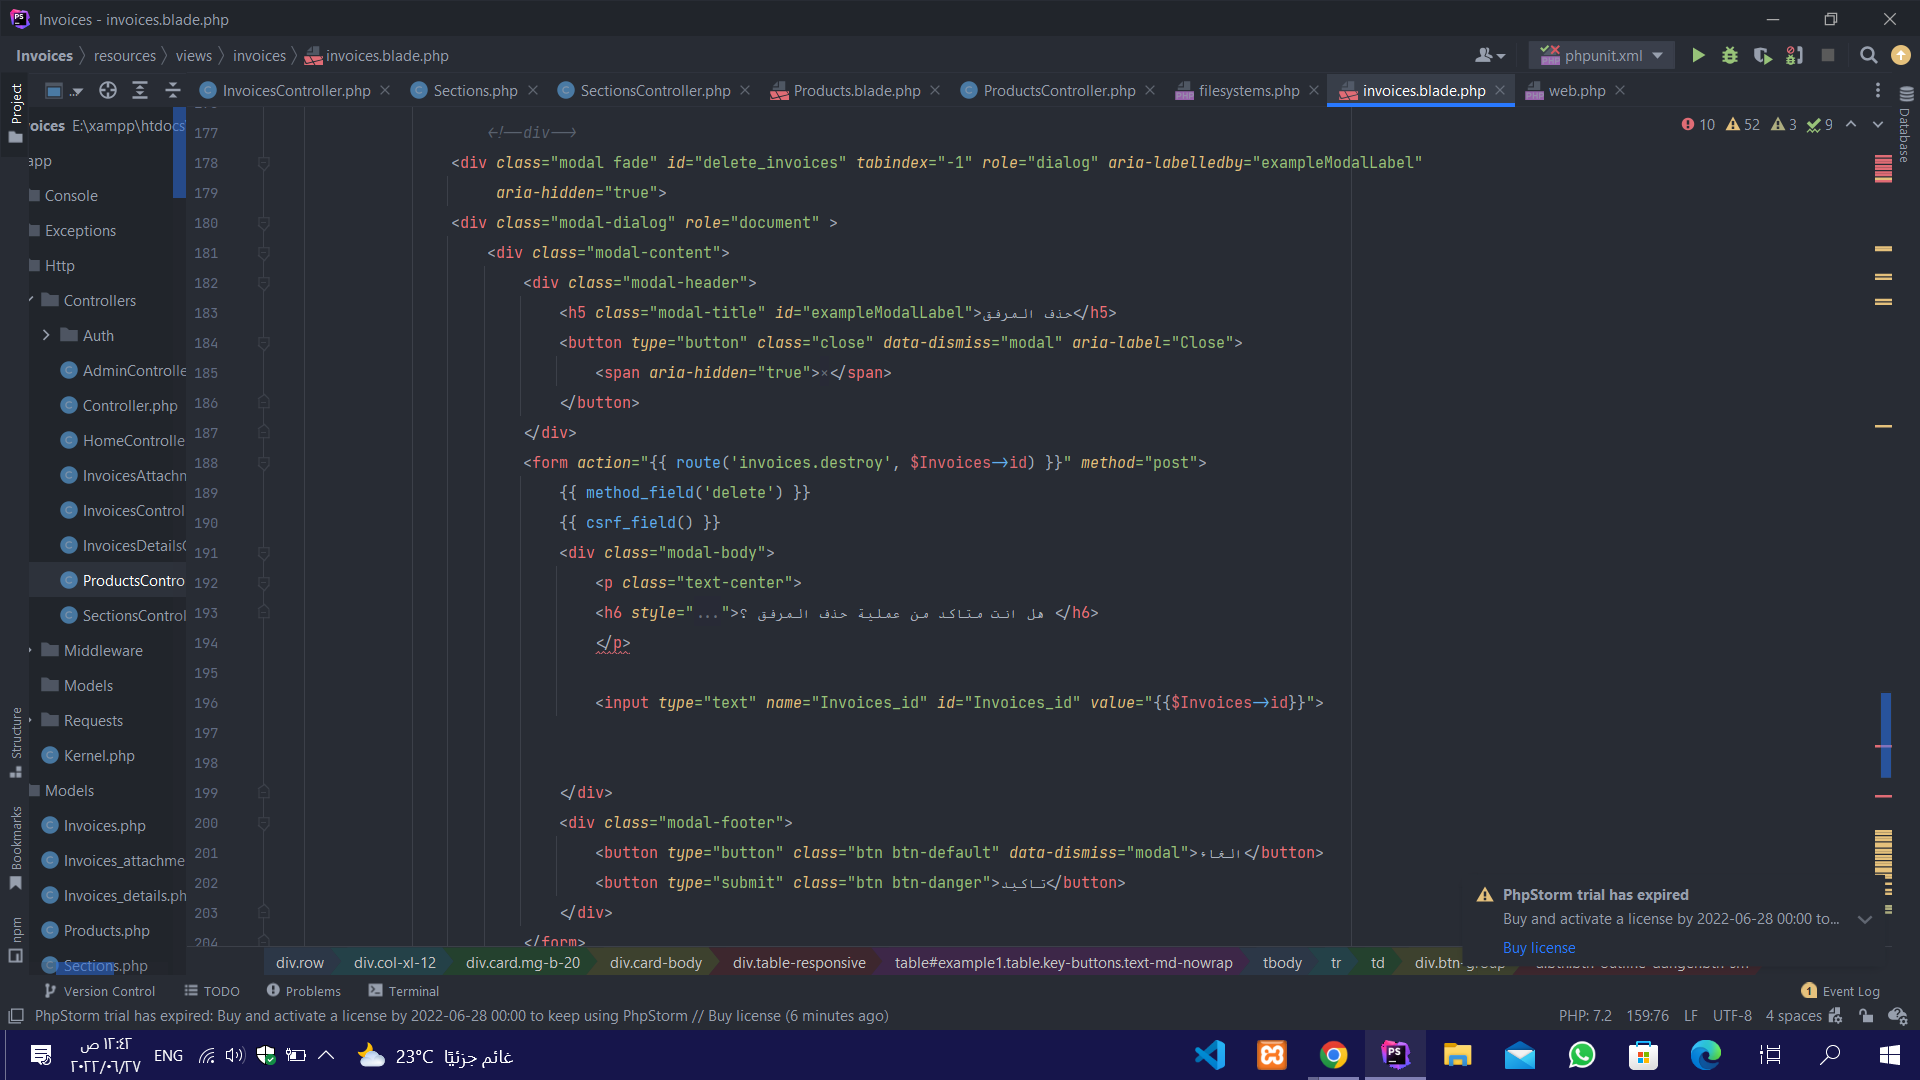 Invoices - invoices.blade.php
Invoices resources views invoices invoices.blade.php
phpunit.xml
InvoicesController.php Sections.php SectionsController.php Products.blade.php ProductsController.php filesystems.php invoices.blade.php web.php
Project
Structure
Bookmarks
npm
Database
10 52 3 9
voices E:\xampp\htdocs
app
Console
Exceptions
Http
Controllers
Auth
AdminControlle
Controller.php
HomeControlle
InvoicesAttachn
InvoicesControl
InvoicesDetails
ProductsContro
SectionsControl
Middleware
Models
Requests
Kernel.php
Models
Invoices.php
Invoices_attachme
Invoices_details.ph
Products.php
Sections.php
177 <!--div-->
178 <div class="modal fade" id="delete_invoices" tabindex="-1" role="dialog" aria-labelledby="exampleModalLabel"
179 aria-hidden="true">
180 <div class="modal-dialog" role="document" >
181 <div class="modal-content">
182 <div class="modal-header">
183 <h5 class="modal-title" id="exampleModalLabel">حذف المرفق</h5>
184 <button type="button" class="close" data-dismiss="modal" aria-label="Close">
185 <span aria-hidden="true">×</span>
186 </button>
187 </div>
188 <form action="{{ route('invoices.destroy', $Invoices->id) }}" method="post">
189 {{ method_field('delete') }}
190 {{ csrf_field() }}
191 <div class="modal-body">
192 <p class="text-center">
193 <h6 style="..."> هل انت متاكد من عملية حذف المرفق ؟</h6>
194 </p>
195
196 <input type="text" name="Invoices_id" id="Invoices_id" value="{{$Invoices->id}}">
197
198
199 </div>
200 <div class="modal-footer">
201 <button type="button" class="btn btn-default" data-dismiss="modal">الغاء</button>
202 <button type="submit" class="btn btn-danger">تاكيد</button>
203 </div>
204 </form>
PhpStorm trial has expired
Buy and activate a license by 2022-06-28 00:00 to...
Buy license
div.row div.col-xl-12 div.card.mg-b-20 div.card-body div.table-responsive table#example1.table.key-buttons.text-md-nowrap tbody tr td div.btn-group
Version Control TODO Problems Terminal
1 Event Log
PhpStorm trial has expired: Buy and activate a license by 2022-06-28 00:00 to keep using PhpStorm // Buy license (6 minutes ago)
PHP: 7.2 159:76 LF UTF-8 4 spaces
١٢:٤٢ ص
٢٠٢٢/٠٦/٢٧
ENG
23°C غائم جزئيًا